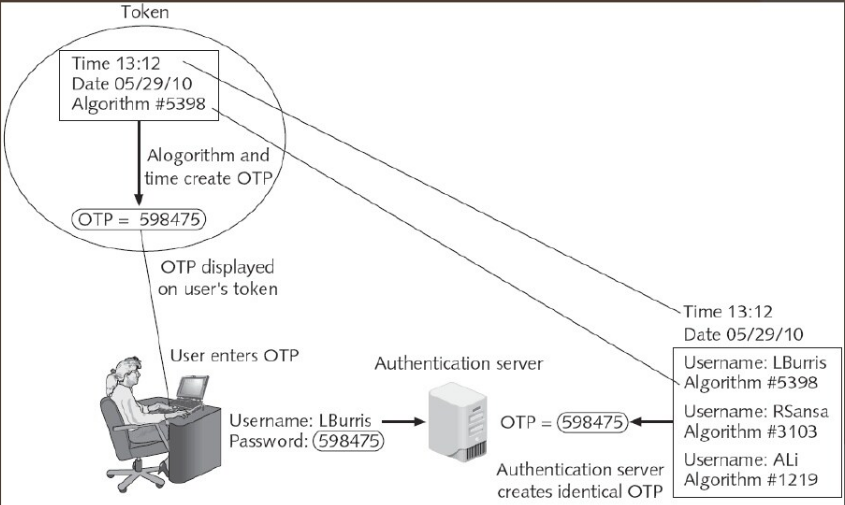 Token
Time 13:12
Date 05/29/10
Algorithm #5398
Alogorithm and
time create OTP
OTP = 598475
OTP displayed
on user's token
User enters OTP
Username: LBurris
Password: 598475
Authentication server
OTP = 598475
Authentication server
creates identical OTP
Time 13:12
Date 05/29/10
Username: LBurris
Algorithm #5398
Username: RSansa
Algorithm #3103
Username: ALi
Algorithm #1219